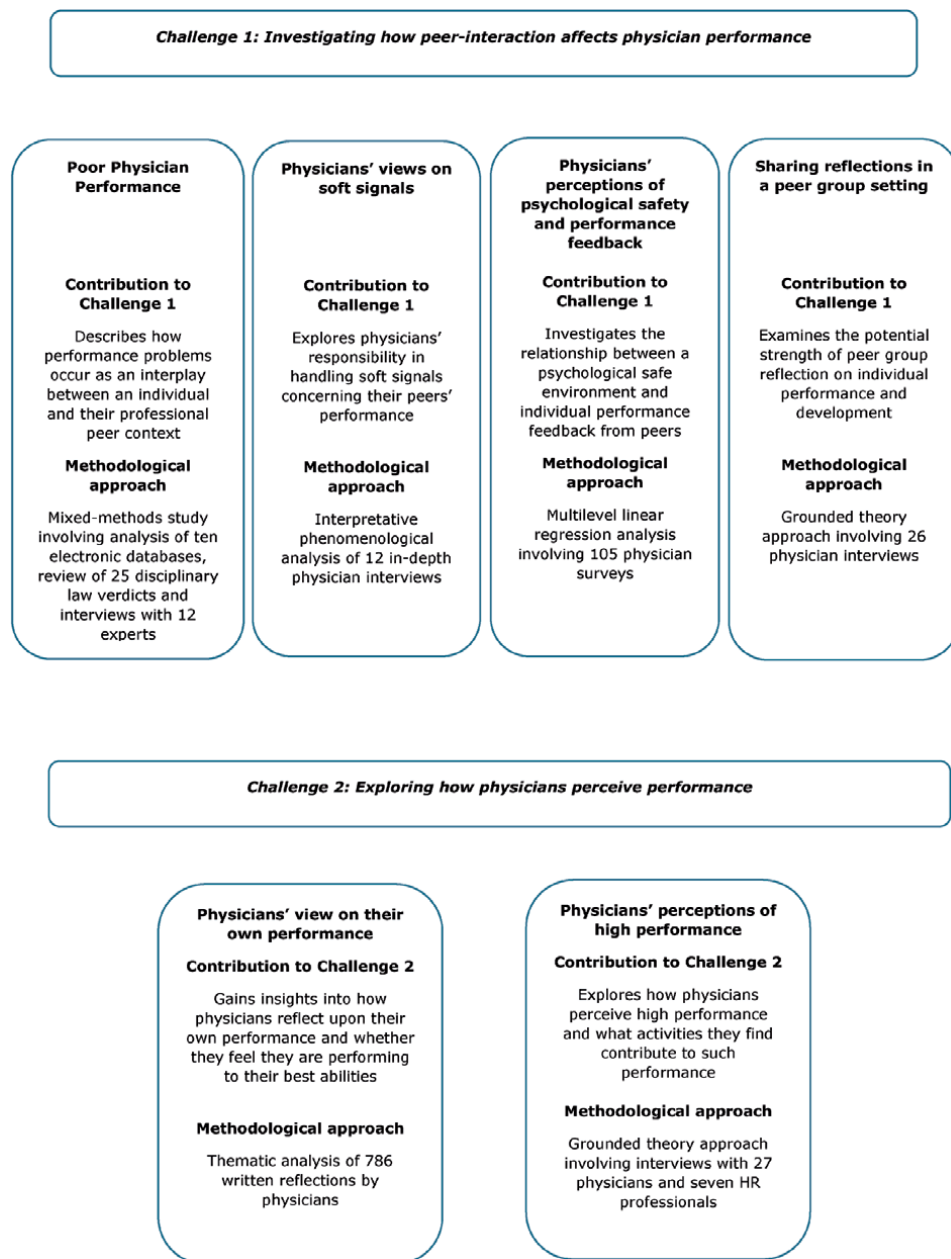 Challenge 1: Investigating how peer-interaction affects physician performance
Poor Physician
Performance
Contribution to
Challenge 1
Describes how
performance problems
occur as an interplay
between an individual
and their professional
peer context
Methodological
approach
Mixed-methods study
involving analysis of ten
electronic databases,
review of 25 disciplinary
law verdicts and
interviews with 12
experts
Physicians’ views on
soft signals
Contribution to
Challenge 1
Explores physicians’
responsibility in
handling soft signals
concerning their peers’
performance
Methodological
approach
Interpretative
phenomenological
analysis of 12 in-depth
physician interviews
Physicians’
perceptions of
psychological safety
and performance
feedback
Contribution to
Challenge 1
Investigates the
relationship between a
psychological safe
environment and
individual performance
feedback from peers
Methodological
approach
Multilevel linear
regression analysis
involving 105 physician
surveys
Sharing reflections in
a peer group setting
Contribution to
Challenge 1
Examines the potential
strength of peer group
reflection on individual
performance and
development
Methodological
approach
Grounded theory
approach involving 26
physician interviews
Challenge 2: Exploring how physicians perceive performance
Physicians’ view on their
own performance
Contribution to Challenge 2
Gains insights into how
physicians reflect upon their
own performance and whether
they feel they are performing
to their best abilities
Methodological approach
Thematic analysis of 786
written reflections by
physicians
Physicians’ perceptions of
high performance
Contribution to Challenge 2
Explores how physicians
perceive high performance
and what activities they find
contribute to such
performance
Methodological approach
Grounded theory approach
involving interviews with 27
physicians and seven HR
professionals